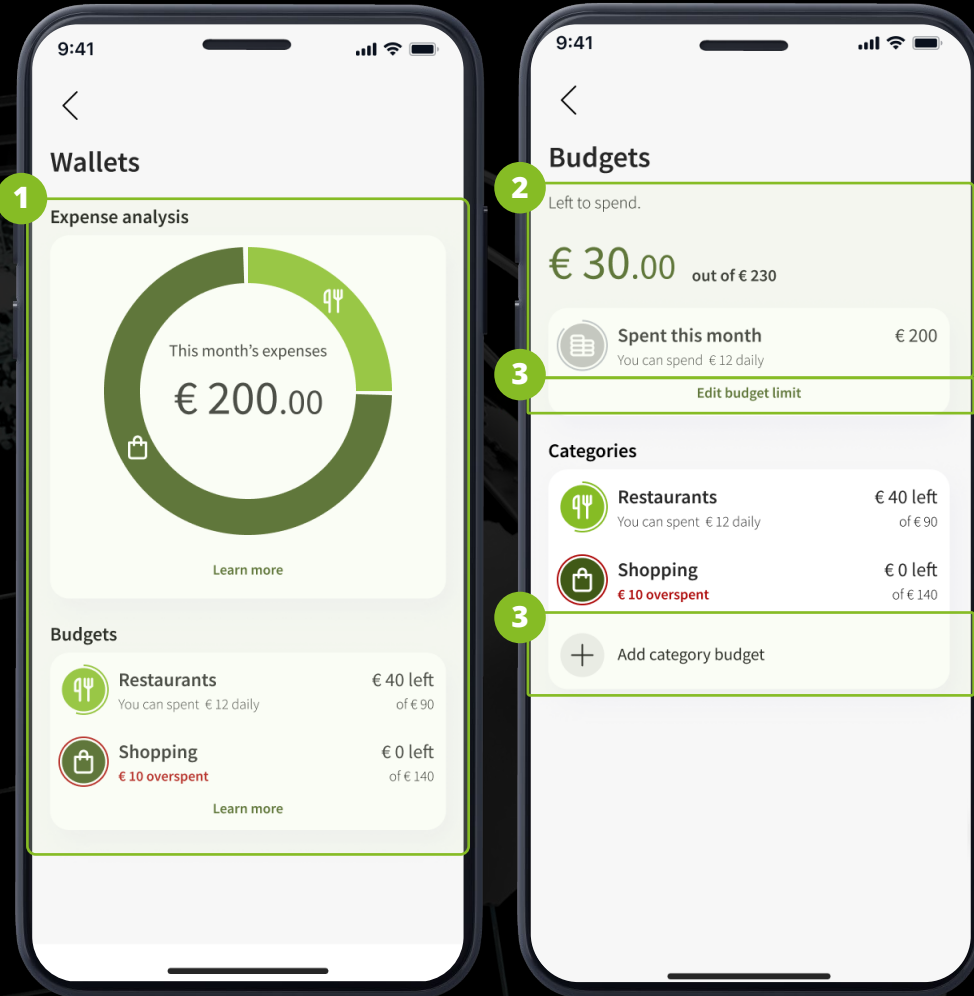 9:41
Wallets
1
Expense analysis
This month's expenses
€ 200.00
Learn more
Budgets
Restaurants
€ 40 left
You can spent € 12 daily
of € 90
Shopping
€ 0 left
€ 10 overspent
of € 140
Learn more
9:41
Budgets
2
Left to spend.
€ 30.00 out of € 230
Spent this month
€ 200
You can spend € 12 daily
3
Edit budget limit
Categories
Restaurants
€ 40 left
You can spent € 12 daily
of € 90
Shopping
€ 0 left
€ 10 overspent
of € 140
3
Add category budget